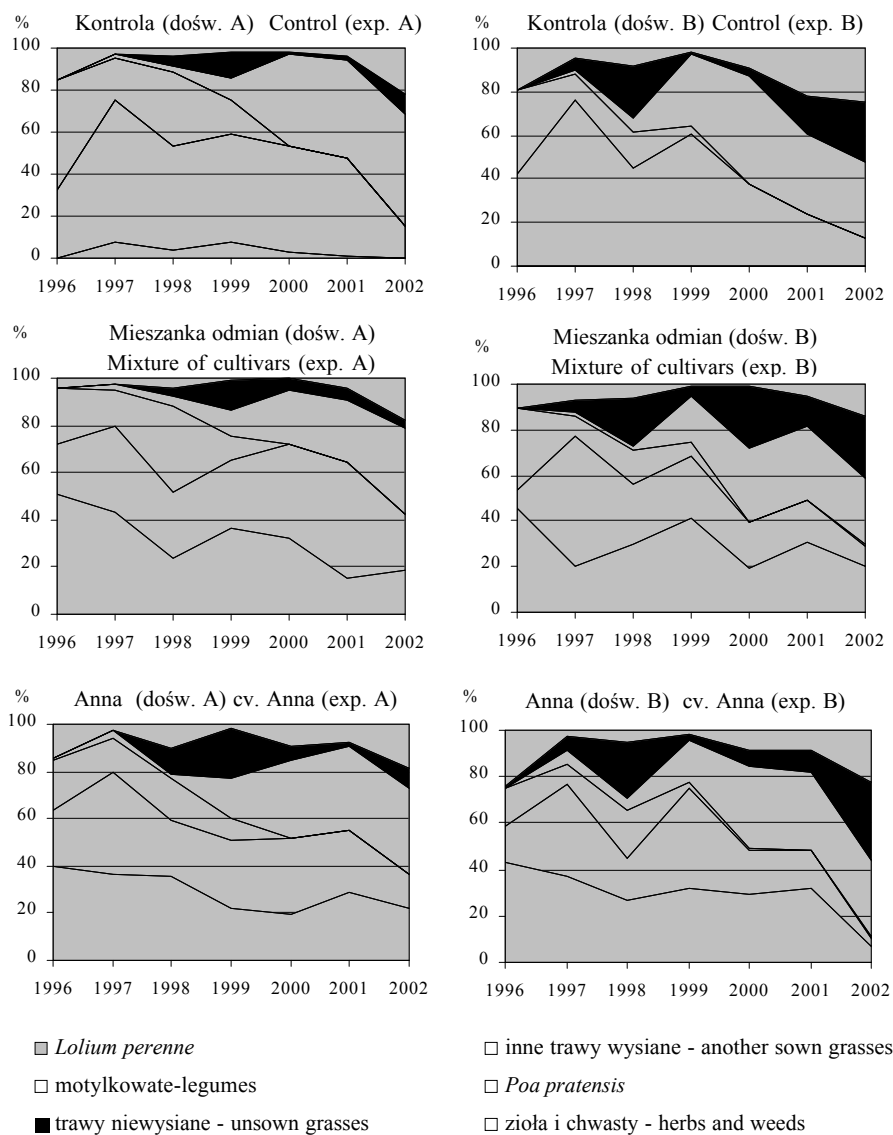 %
Kontrola (dośw. A) Control (exp. A)
100
80
60
40
20
0
1996 1997 1998 1999 2000 2001 2002
%
Kontrola (dośw. B) Control (exp. B)
100
80
60
40
20
0
1996 1997 1998 1999 2000 2001 2002
%
Mieszanka odmian (dośw. A)
Mixture of cultivars (exp. A)
100
80
60
40
20
0
1996 1997 1998 1999 2000 2001 2002
%
Mieszanka odmian (dośw. B)
Mixture of cultivars (exp. B)
100
80
60
40
20
0
1996 1997 1998 1999 2000 2001 2002
%
Anna (dośw. A) cv. Anna (exp. A)
100
80
60
40
20
0
1996 1997 1998 1999 2000 2001 2002
%
Anna (dośw. B) cv. Anna (exp. B)
100
80
60
40
20
0
1996 1997 1998 1999 2000 2001 2002
Lolium perenne
inne trawy wysiane - another sown grasses
motylkowate-legumes
Poa pratensis
trawy niewysiane - unsown grasses
zioła i chwasty - herbs and weeds